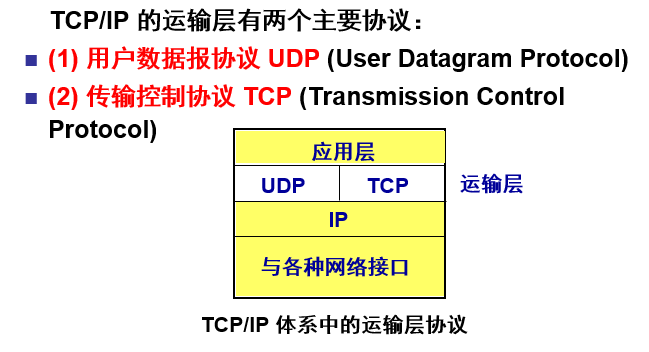 TCP/IP 的运输层有两个主要协议：
(1) 用户数据报协议 UDP (User Datagram Protocol)
(2) 传输控制协议 TCP (Transmission Control
Protocol)
应用层
UDP TCP 运输层
IP
与各种网络接口
TCP/IP 体系中的运输层协议